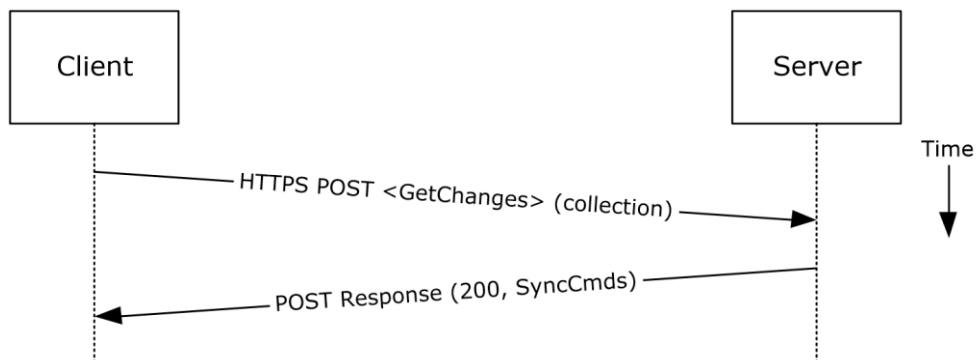 Client
Server
Time
HTTPS POST <GetChanges> (collection)
POST Response (200, SyncCmds)